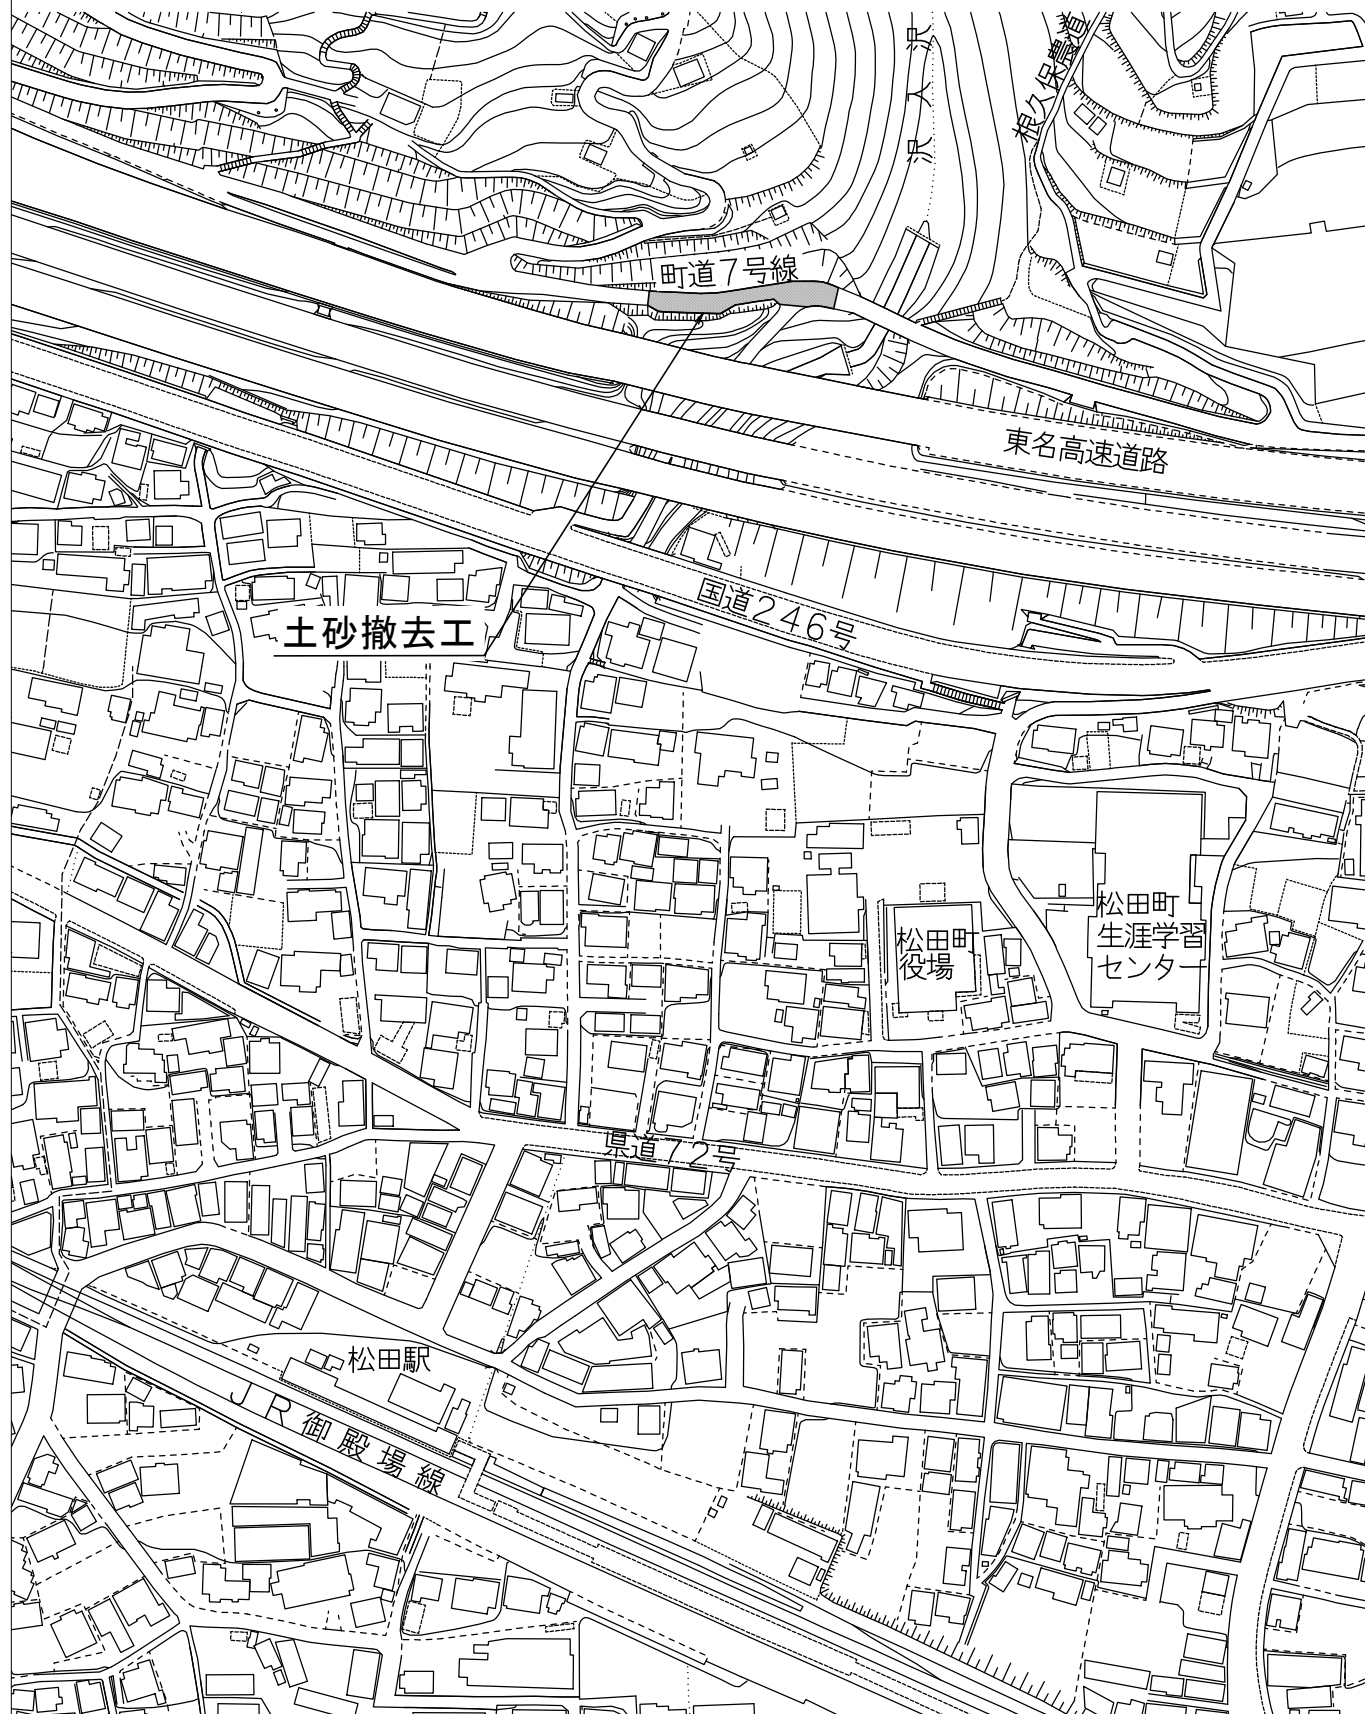 根久保農道
沢入沢
町道7号線
東名高速道路
国道246号
土砂撤去工
松田町
生涯学習
センター
松田町
役場
県道72号
松田駅
JR御殿場線